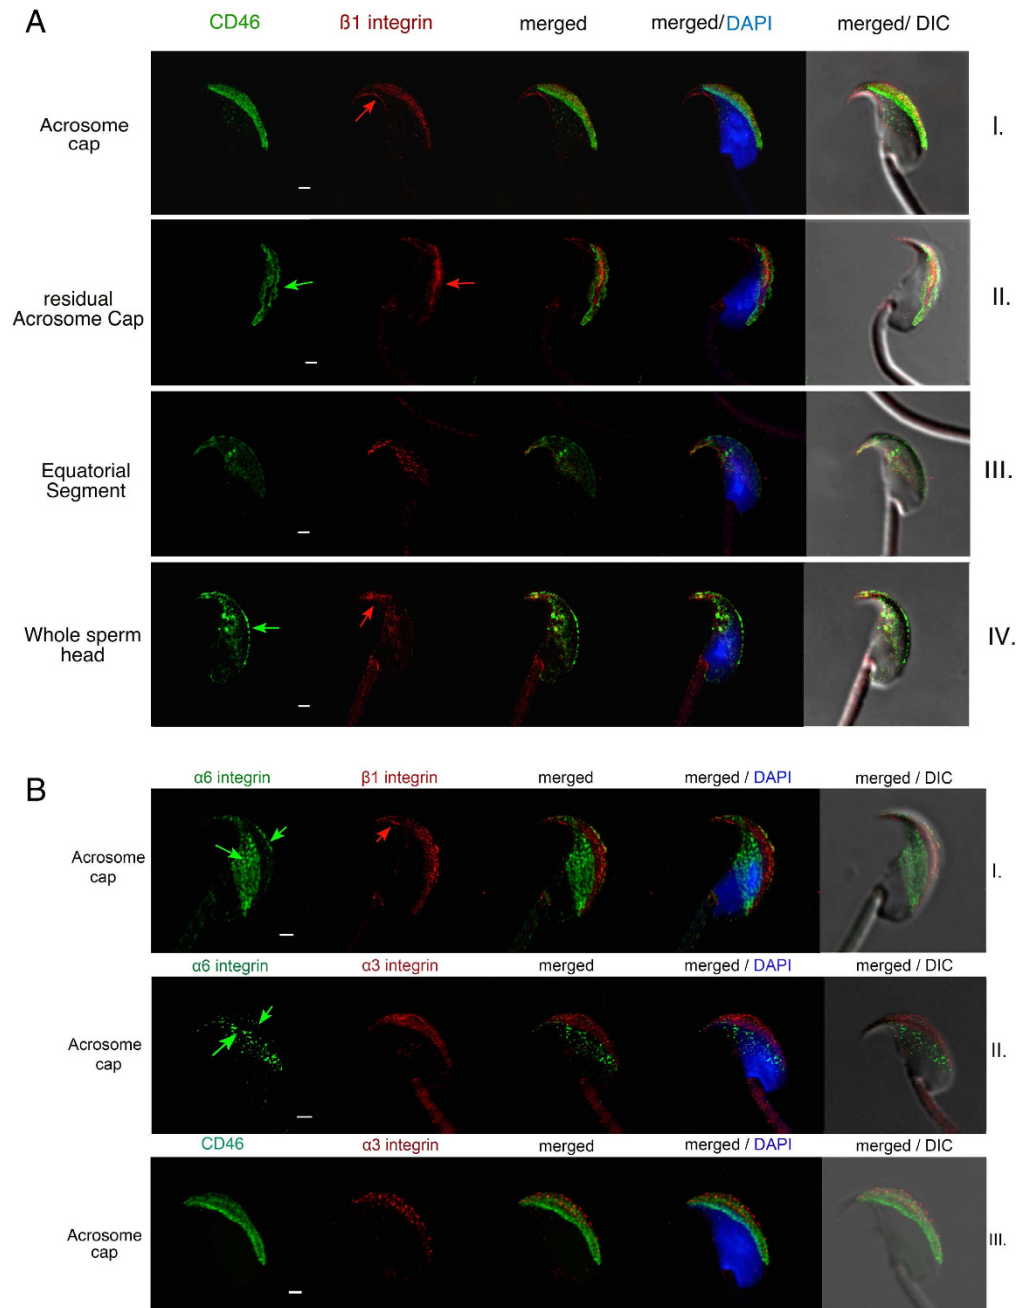 A
CD46 β1 integrin merged merged/DAPI merged/ DIC
Acrosome
cap
I.
residual
Acrosome Cap
II.
Equatorial
Segment
III.
Whole sperm
head
IV.
B
α6 integrin β1 integrin merged merged / DAPI merged / DIC
Acrosome
cap
I.
α6 integrin α3 integrin merged merged / DAPI merged / DIC
Acrosome
cap
II.
CD46 α3 integrin merged merged / DAPI merged / DIC
Acrosome
cap
III.